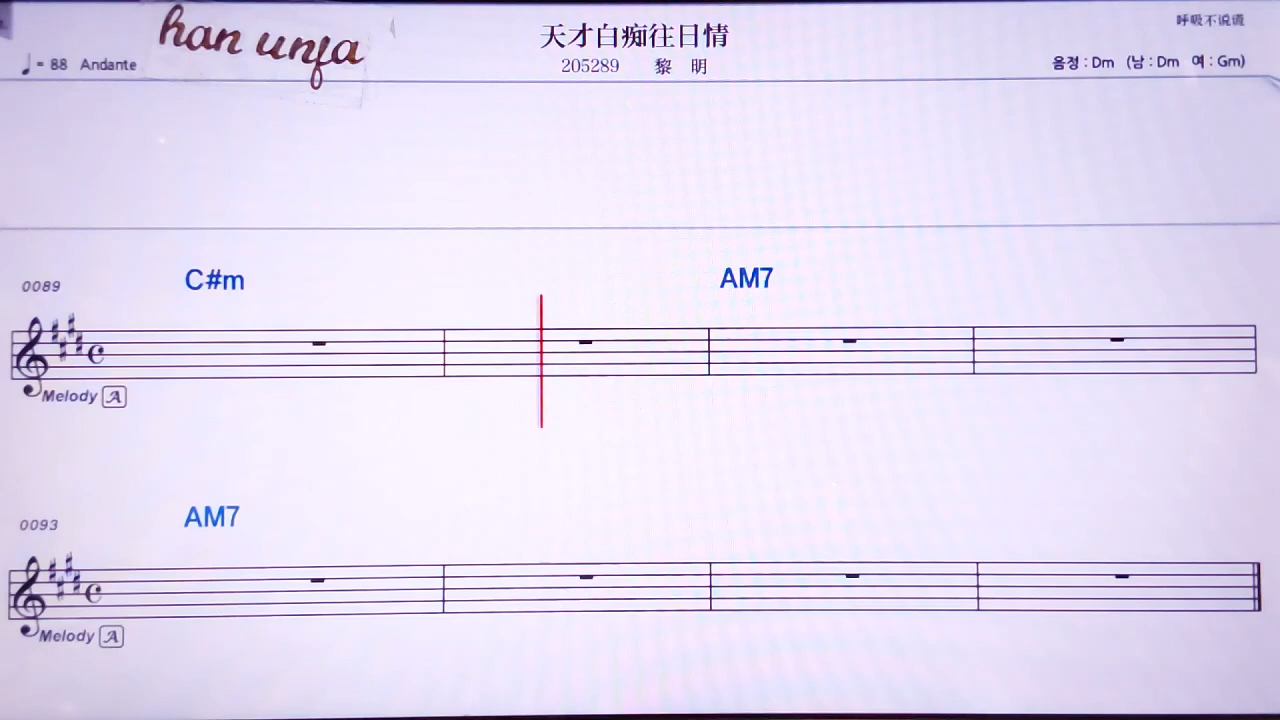 han unja
天才白痴往日情
呼吸不说谎
♩= 88 Andante
205289 黎 明
음정 : Dm (남 : Dm 여 : Gm)
0089 C#m AM7
Melody A
0093 AM7
Melody A